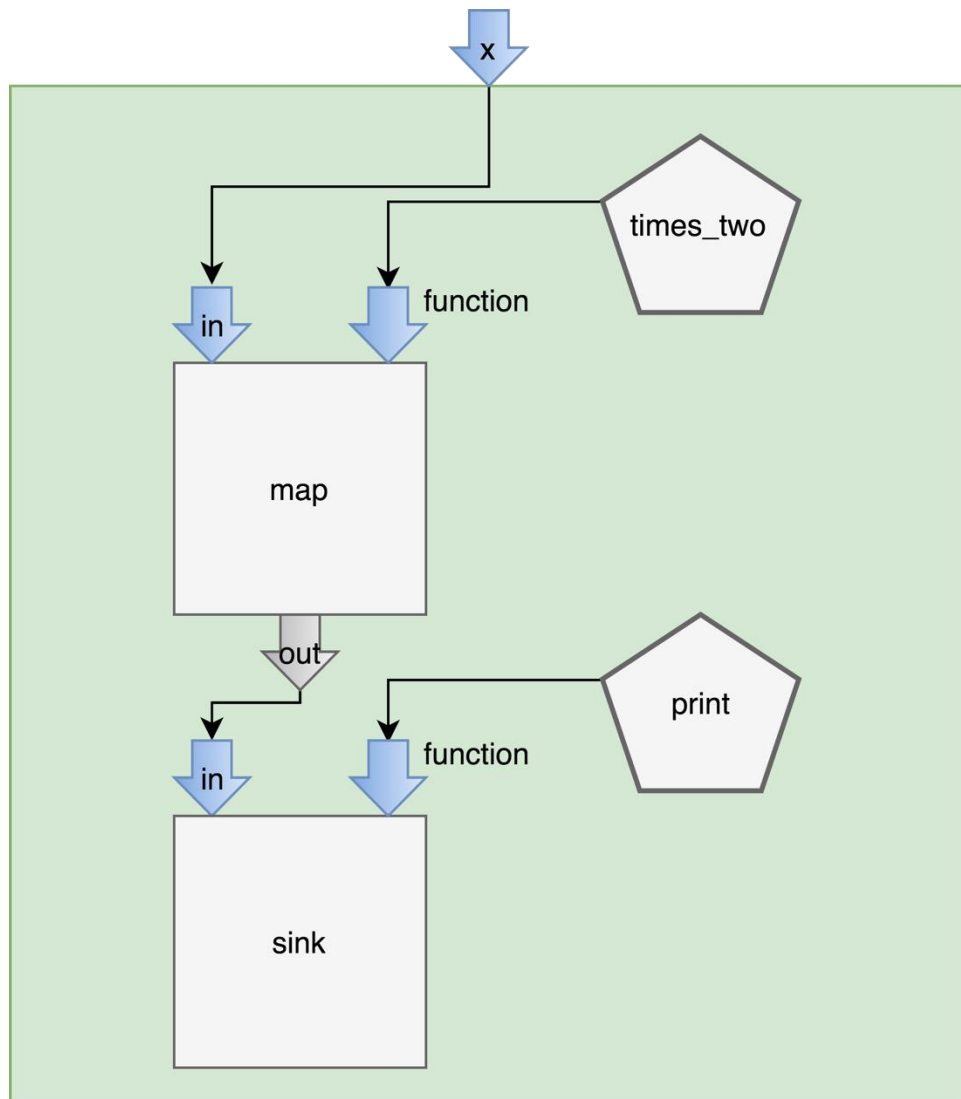 x
times_two
function
in
map
out
print
function
in
sink